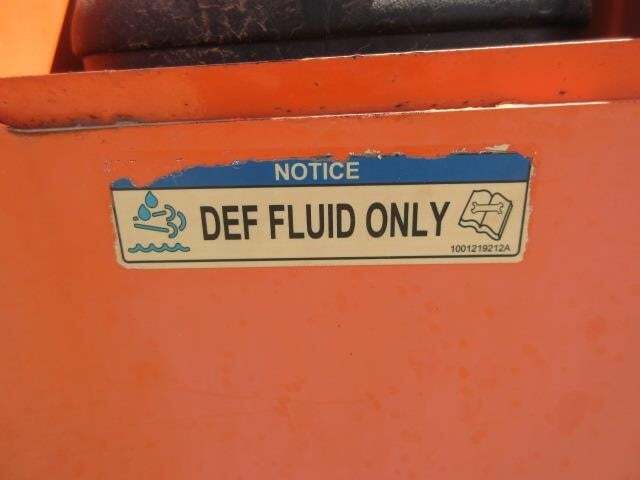 NOTICE
DEF FLUID ONLY
1001219212A